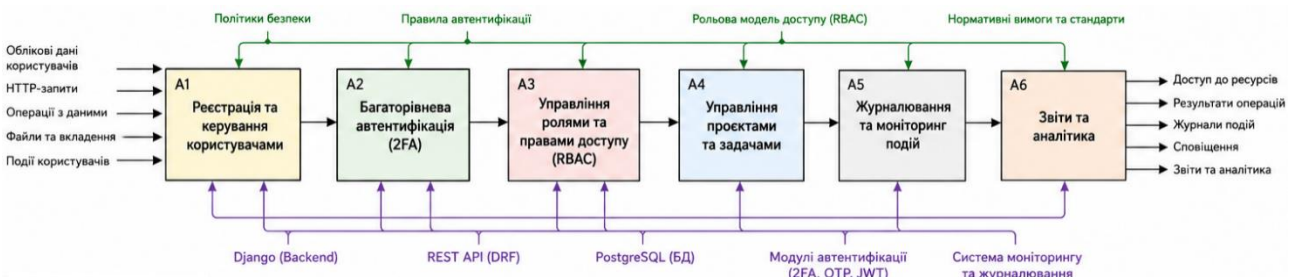 Політики безпеки
Правила автентифікації
Рольова модель доступу (RBAC)
Нормативні вимоги та стандарти
Облікові дані
користувачів
HTTP-запити
Операції з даними
Файли та вкладення
Події користувачів
A1
Реєстрація та
керування
користувачами
A2
Багаторівнева
автентифікація
(2FA)
A3
Управління
ролями та
правами доступу
(RBAC)
A4
Управління
проєктами
та задачами
A5
Журналювання
та моніторинг
подій
A6
Звіти та
аналітика
Доступ до ресурсів
Результати операцій
Журнали подій
Сповіщення
Звіти та аналітика
Django (Backend)
REST API (DRF)
PostgreSQL (БД)
Модулі автентифікації
(2FA, OTP, JWT)
Система моніторингу
та журналювання